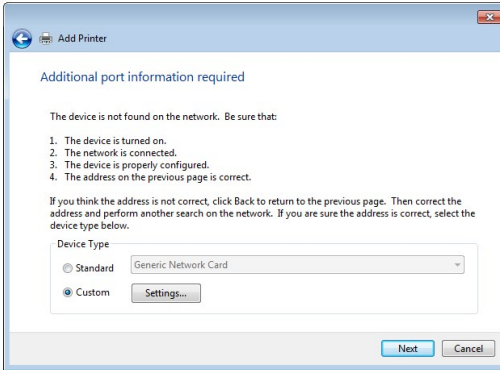 Add Printer
Additional port information required
The device is not found on the network. Be sure that:
1. The device is turned on.
2. The network is connected.
3. The device is properly configured.
4. The address on the previous page is correct.
If you think the address is not correct, click Back to return to the previous page. Then correct the
address and perform another search on the network. If you are sure the address is correct, select the
device type below.
Device Type
Standard Generic Network Card
Custom Settings...
Next Cancel